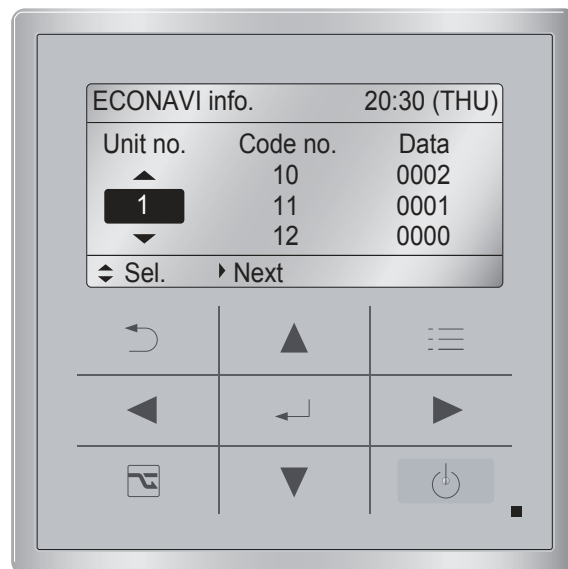 ECONAVI info. 20:30 (THU)
Unit no. Code no. Data
10 0002
1 11 0001
12 0000
Sel. Next